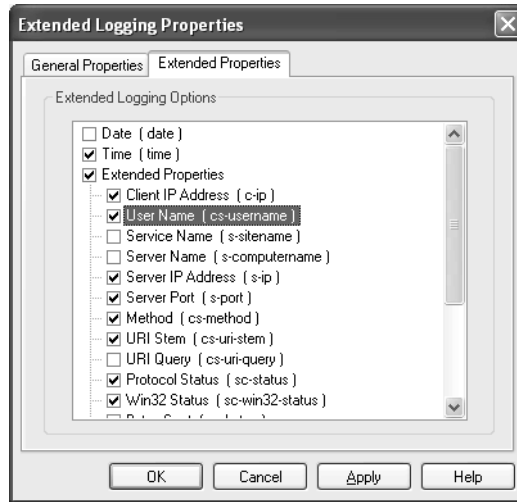 Extended Logging Properties
General Properties Extended Properties
Extended Logging Options
Date ( date )
Time ( time )
Extended Properties
Client IP Address ( c-ip )
User Name ( cs-username )
Service Name ( s-sitename )
Server Name ( s-computername )
Server IP Address ( s-ip )
Server Port ( s-port )
Method ( cs-method )
URI Stem ( cs-uri-stem )
URI Query ( cs-uri-query )
Protocol Status ( sc-status )
Win32 Status ( sc-win32-status )
OK Cancel Apply Help